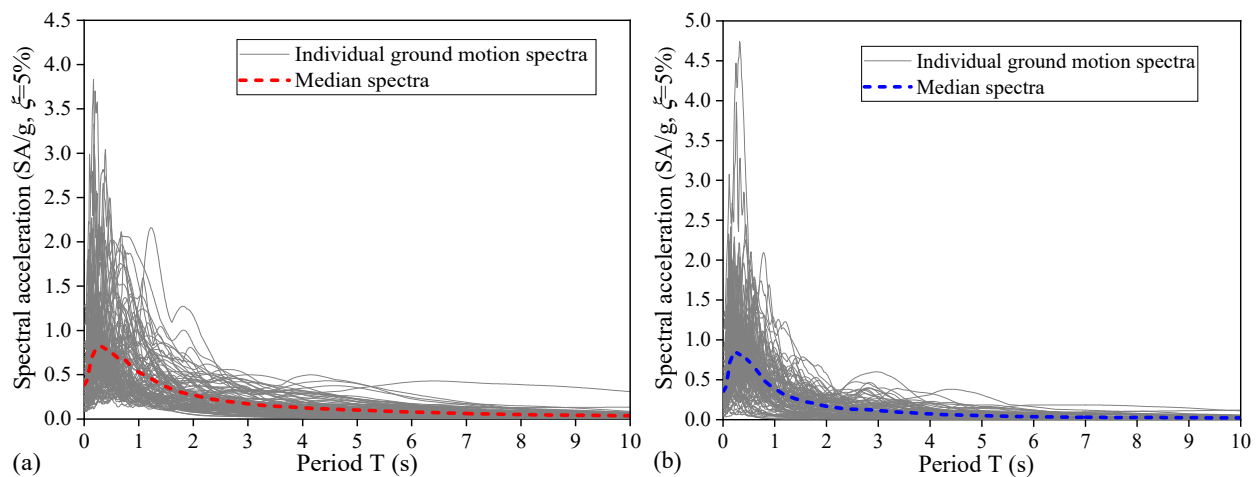 4.5
4.0
3.5
3.0
2.5
2.0
1.5
1.0
0.5
0.0
Spectral acceleration (SA/g, ξ=5%)
Individual ground motion spectra
Median spectra
0 1 2 3 4 5 6 7 8 9 10
Period T (s)
(a)
5.0
4.5
4.0
3.5
3.0
2.5
2.0
1.5
1.0
0.5
0.0
Spectral acceleration (SA/g, ξ=5%)
Individual ground motion spectra
Median spectra
0 1 2 3 4 5 6 7 8 9 10
Period T (s)
(b)